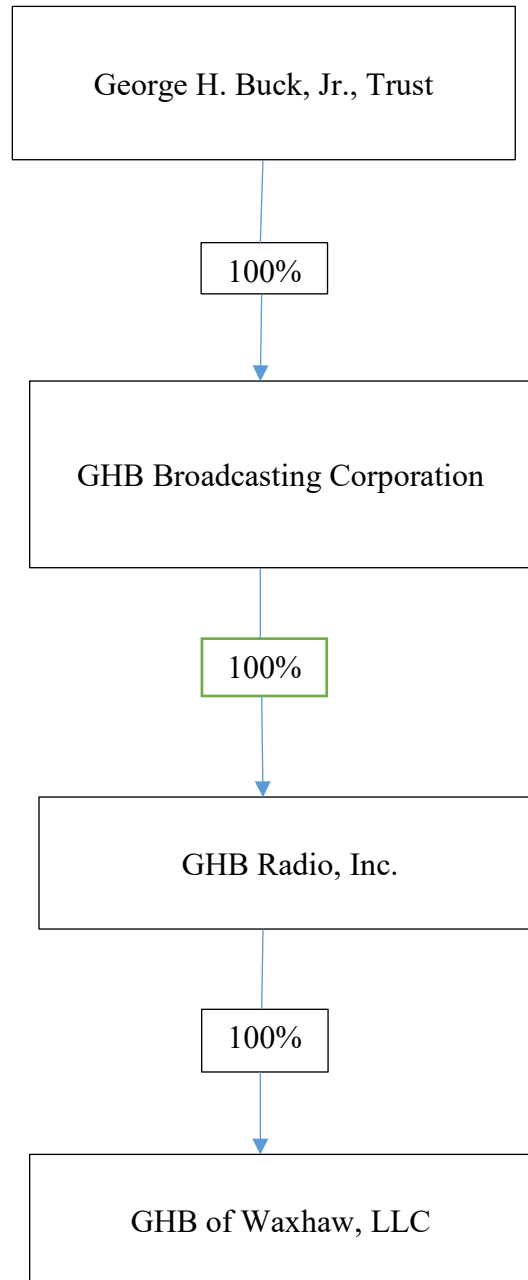 George H. Buck, Jr., Trust
100%
GHB Broadcasting Corporation
100%
GHB Radio, Inc.
100%
GHB of Waxhaw, LLC